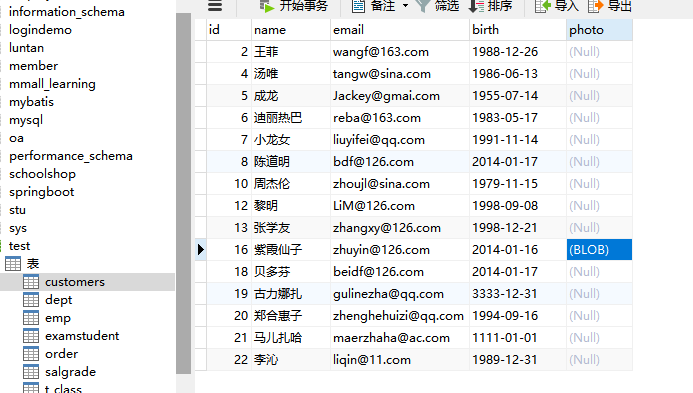 information_schema
logindemo
luntan
member
mmall_learning
mybatis
mysql
oa
performance_schema
schoolshop
springboot
stu
sys
test
表
customers
dept
emp
examstudent
order
salgrade
t_class
开始事务 备注 筛选 排序 导入 导出
id name email birth photo
2 王菲 wangf@163.com 1988-12-26 (Null)
4 汤唯 tangw@sina.com 1986-06-13 (Null)
5 成龙 Jackey@gmai.com 1955-07-14 (Null)
6 迪丽热巴 reba@163.com 1983-05-17 (Null)
7 小龙女 liuyifei@qq.com 1991-11-14 (Null)
8 陈道明 bdf@126.com 2014-01-17 (Null)
10 周杰伦 zhoujl@sina.com 1979-11-15 (Null)
12 黎明 LiM@126.com 1998-09-08 (Null)
13 张学友 zhangxy@126.com 1998-12-21 (Null)
16 紫霞仙子 zhuyin@126.com 2014-01-16 (BLOB)
18 贝多芬 beidf@126.com 2014-01-17 (Null)
19 古力娜扎 gulinezha@qq.com 3333-12-31 (Null)
20 郑合惠子 zhenghehuizi@qq.com 1994-09-16 (Null)
21 马儿扎哈 maerzhaha@ac.com 1111-01-01 (Null)
22 李沁 liqin@11.com 1989-12-31 (Null)